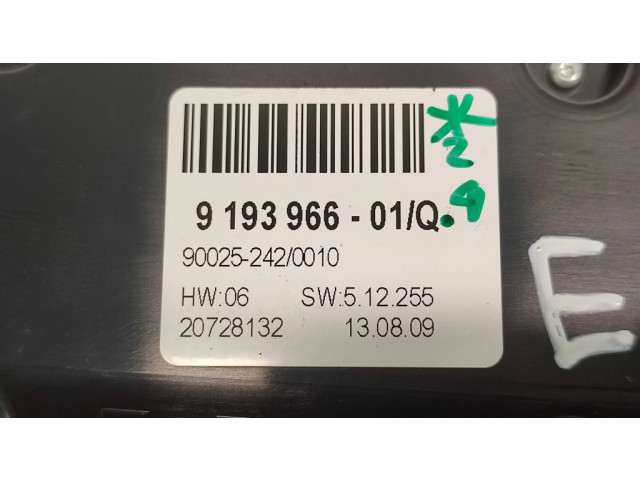 9 193 966 - 01/Q
90025-242/0010
HW:06 SW:5.12.255
20728132 13.08.09
E